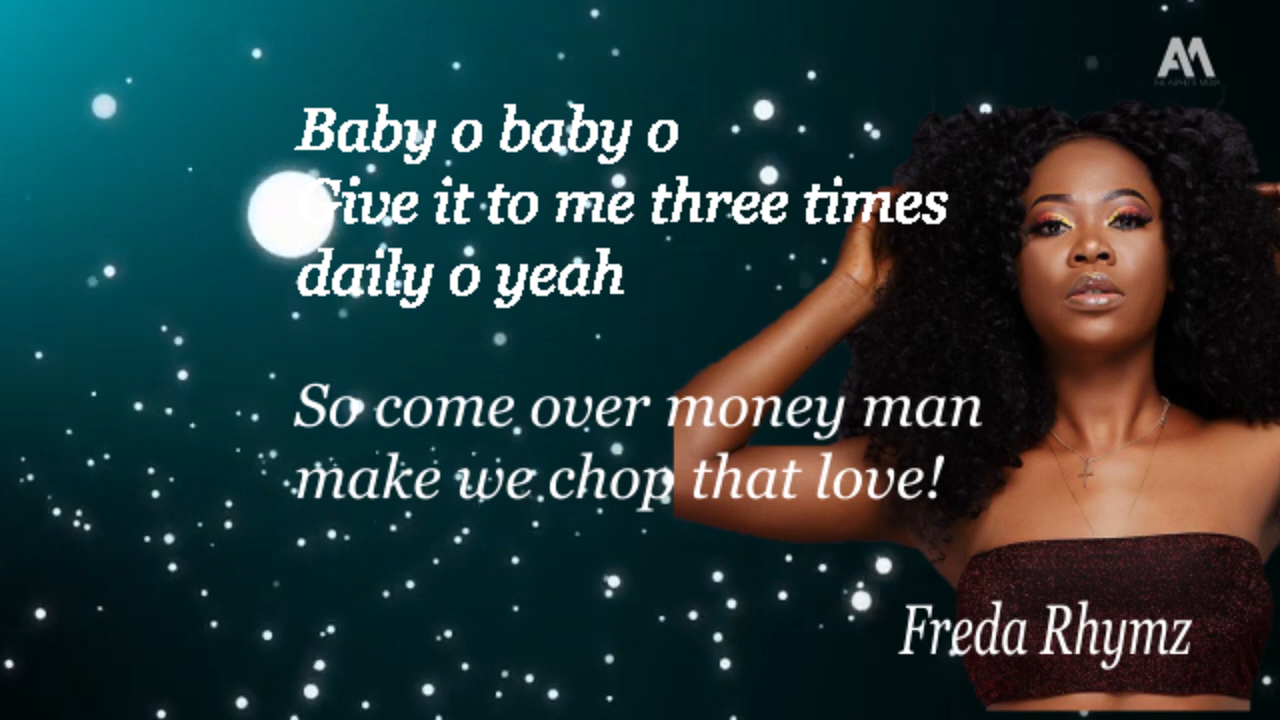 Baby o baby o
Give it to me three times
daily o yeah
So come over money man
make we chop that love!
Freda Rhymz